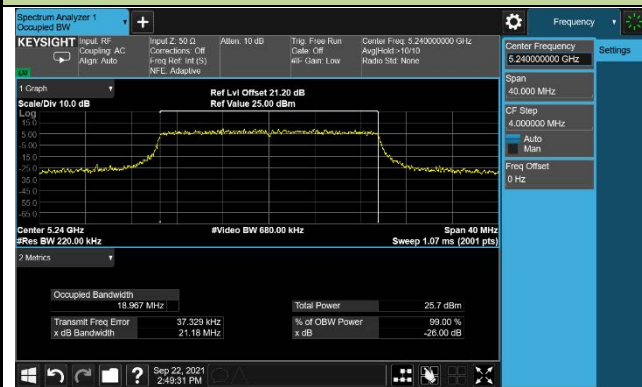 Spectrum Analyzer 1
Occupied BW
+
Frequency
KEYSIGHT
Input: RF
Coupling: AC
Align: Auto
Input Z: 50 Ω
Corrections: Off
Freq Ref: Int (S)
NFE: Adaptive
Atten: 10 dB
Trig: Free Run
Gate: Off
#IF Gain: Low
Center Freq: 5.240000000 GHz
Avg|Hold:>10/10
Radio Std: None
LXI
Center Frequency
5.240000000 GHz
Settings
Span
40.000 MHz
CF Step
4.000000 MHz
Auto
Man
Freq Offset
0 Hz
1 Graph
Scale/Div 10.0 dB
Ref Lvl Offset 21.20 dB
Ref Value 25.00 dBm
Log
15.0
5.00
-5.00
-15.0
-25.0
-35.0
-45.0
-55.0
-65.0
Center 5.24 GHz
#Video BW 680.00 kHz
Span 40 MHz
#Res BW 220.00 kHz
Sweep 1.07 ms (2001 pts)
2 Metrics
Occupied Bandwidth
18.967 MHz
Total Power 25.7 dBm
Transmit Freq Error 37.329 kHz
% of OBW Power 99.00 %
x dB Bandwidth 21.18 MHz
x dB -26.00 dB
?
Sep 22, 2021
2:49:31 PM